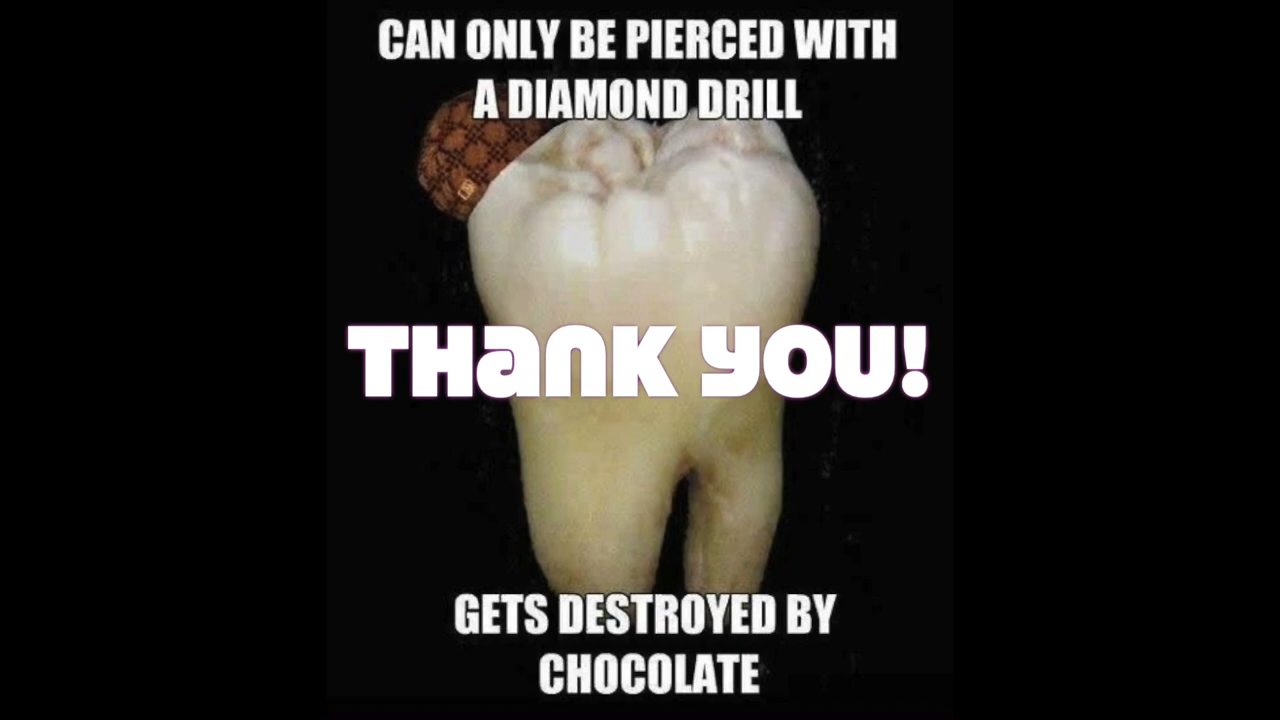 CAN ONLY BE PIERCED WITH
A DIAMOND DRILL
THANK YOU!
GETS DESTROYED BY
CHOCOLATE